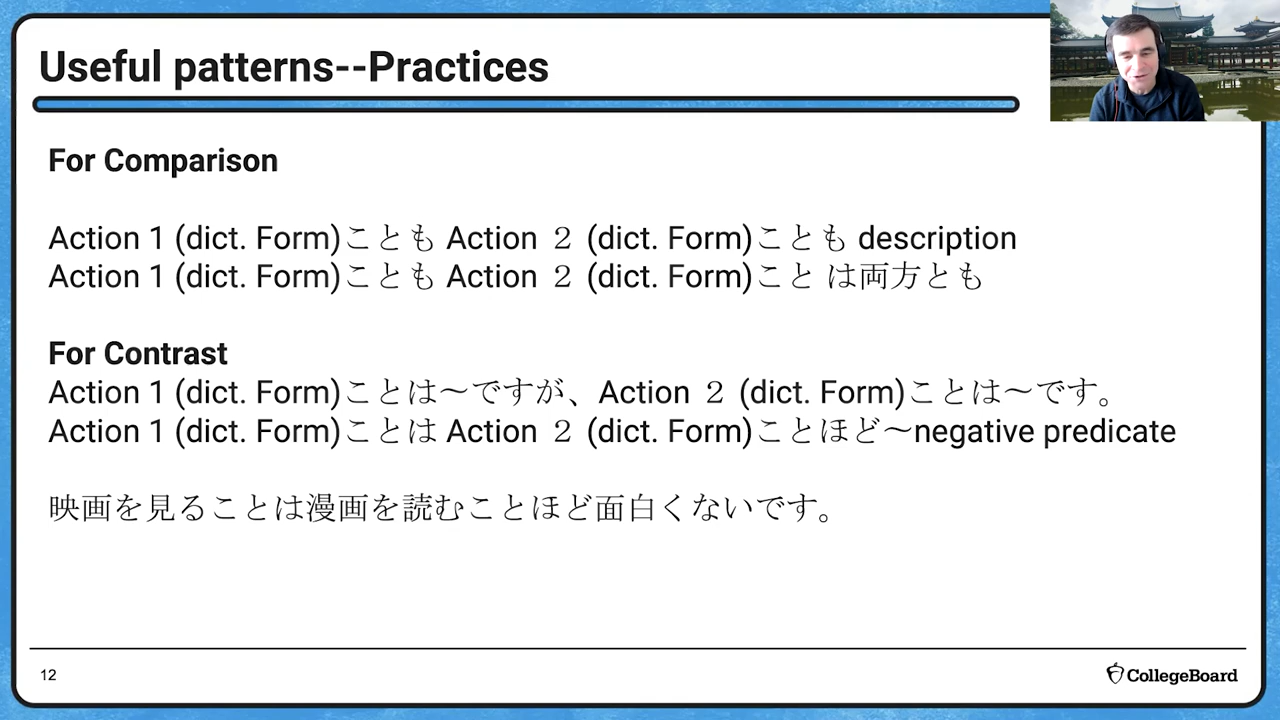 Useful patterns--Practices
For Comparison
Action 1 (dict. Form)ことも Action ２ (dict. Form)ことも description
Action 1 (dict. Form)ことも Action ２ (dict. Form)こと は両方とも
For Contrast
Action 1 (dict. Form)ことは～ですが、Action ２ (dict. Form)ことは～です。
Action 1 (dict. Form)ことは Action ２ (dict. Form)ことほど～negative predicate
映画を見ることは漫画を読むことほど面白くないです。
12
CollegeBoard